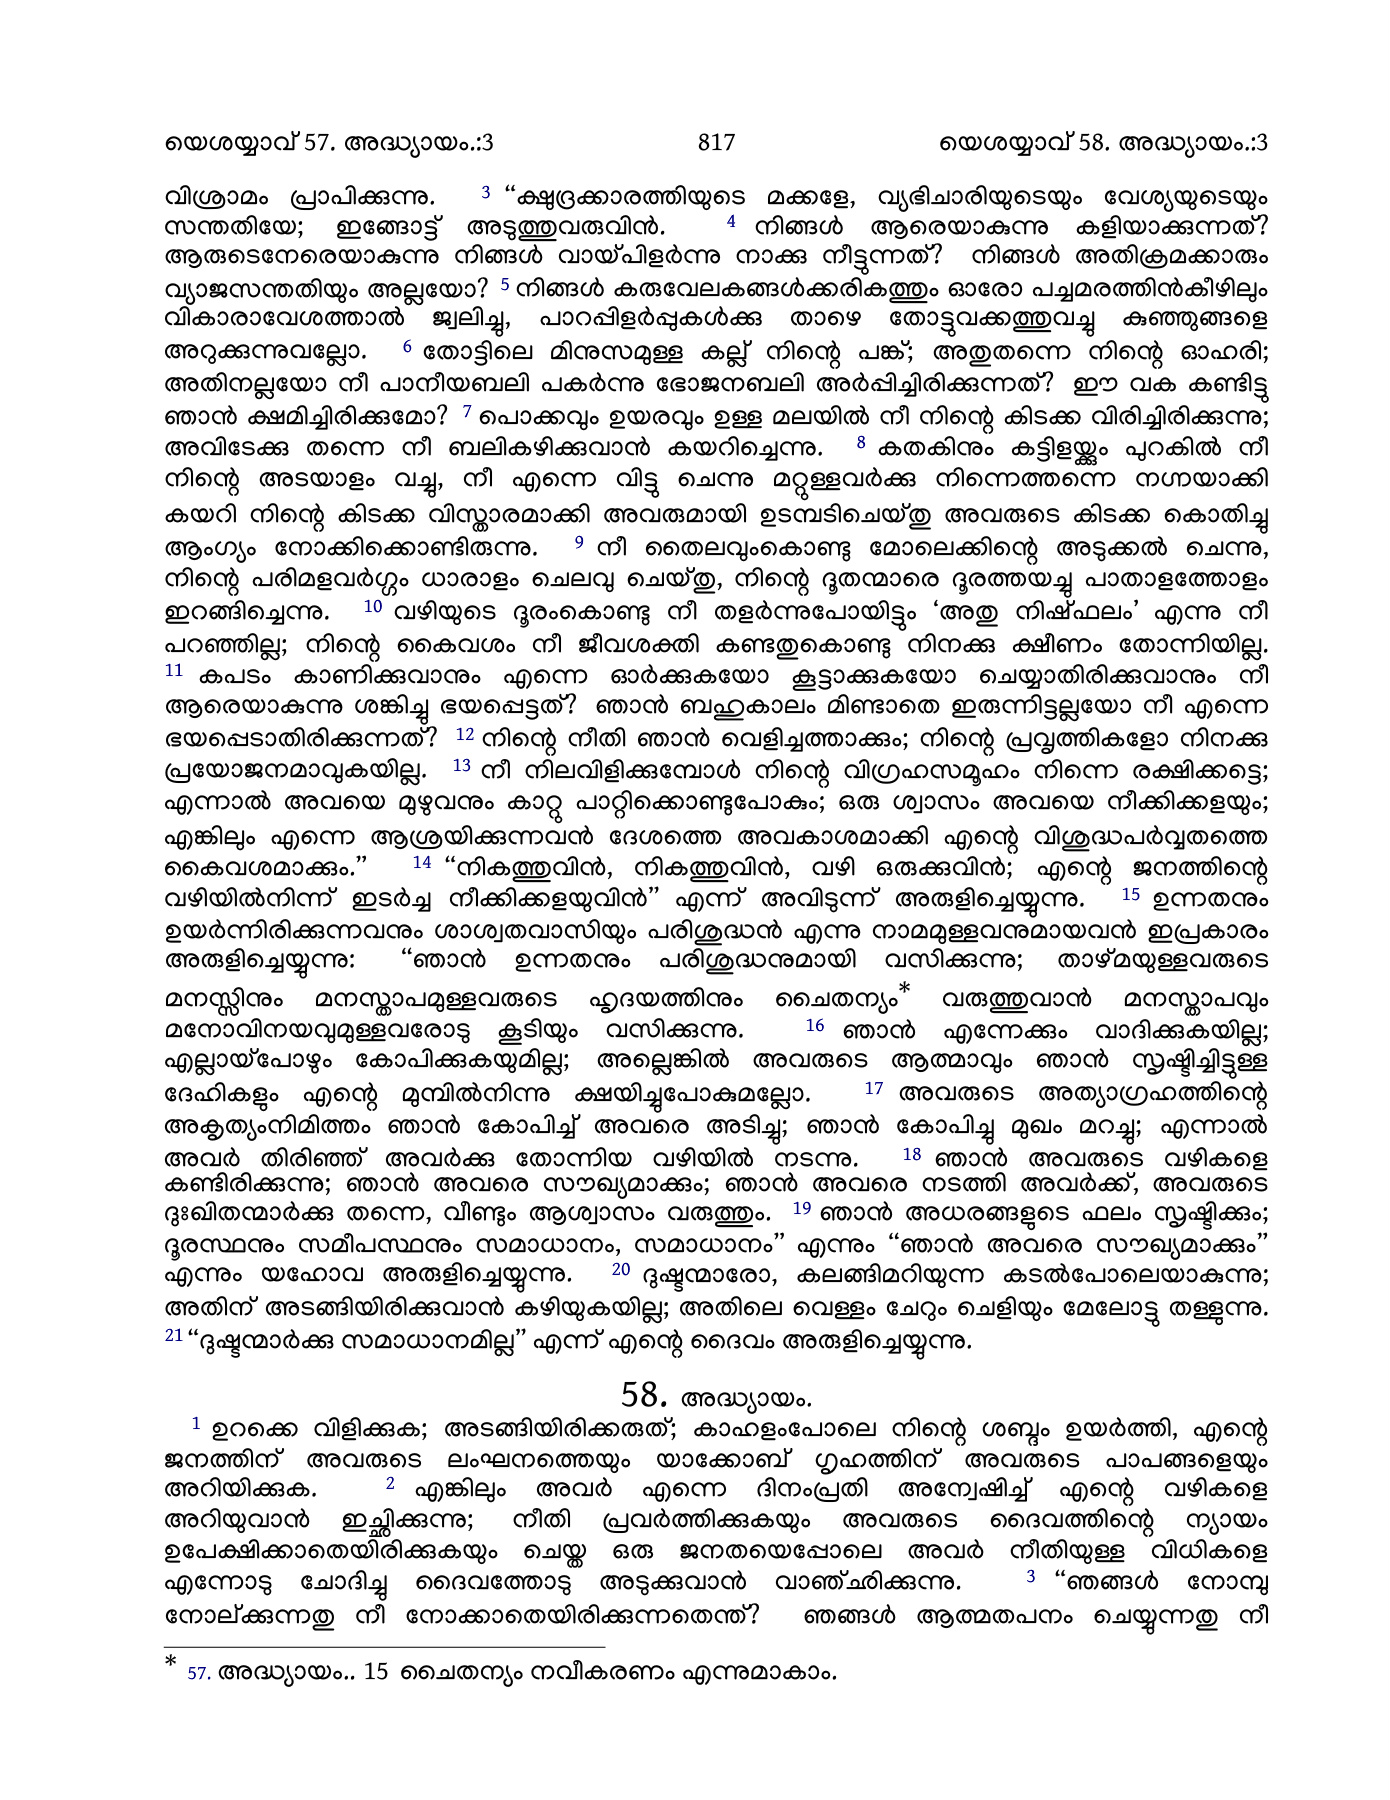 യെശയ്യാവ് 57. അദ്ധ്യായം.:3 817 യെശയ്യാവ് 58. അദ്ധ്യായം.:3
വിശ്രാമം പ്രാപിക്കുന്നു. 3 “ക്ഷുദ്രക്കാരത്തിയുടെ മക്കളേ, വ്യഭിചാരിയുടെയും വേശ്യയുടെയും
സന്തതിയേ; ഇങ്ങോട്ട് അടുത്തുവരുവിൻ. 4 നിങ്ങൾ ആരെയാകുന്നു കളിയാക്കുന്നത്?
ആരുടെനേരെയാകുന്നു നിങ്ങൾ വായ്പിളർന്നു നാക്കു നീട്ടുന്നത്? നിങ്ങൾ അതിക്രമക്കാരും
വ്യാജസന്തതിയും അല്ലയോ? 5 നിങ്ങൾ കരുവേലകങ്ങൾക്കരികത്തും ഓരോ പച്ചമരത്തിൻകീഴിലും
വികാരാവേശത്താൽ ജ്വലിച്ചു, പാറപ്പിളർപ്പുകൾക്കു താഴെ തോട്ടുവക്കത്തുവച്ചു കുഞ്ഞുങ്ങളെ
അറുക്കുന്നുവല്ലോ. 6 തോട്ടിലെ മിനുസമുള്ള കല്ല് നിന്റെ പങ്ക്; അതുതന്നെ നിന്റെ ഓഹരി;
അതിനല്ലയോ നീ പാനീയബലി പകർന്നു ഭോജനബലി അർപ്പിച്ചിരിക്കുന്നത്? ഈ വക കണ്ടിട്ടു
ഞാൻ ക്ഷമിച്ചിരിക്കുമോ? 7 പൊക്കവും ഉയരവും ഉള്ള മലയിൽ നീ നിന്റെ കിടക്ക വിരിച്ചിരിക്കുന്നു;
അവിടേക്കു തന്നെ നീ ബലികഴിക്കുവാൻ കയറിച്ചെന്നു. 8 കതകിനും കട്ടിളയ്ക്കും പുറകിൽ നീ
നിന്റെ അടയാളം വച്ചു, നീ എന്നെ വിട്ടു ചെന്നു മറ്റുള്ളവർക്കു നിന്നെത്തന്നെ നഗ്നയാക്കി
കയറി നിന്റെ കിടക്ക വിസ്താരമാക്കി അവരുമായി ഉടമ്പടിചെയ്തു അവരുടെ കിടക്ക കൊതിച്ചു
ആംഗ്യം നോക്കിക്കൊണ്ടിരുന്നു. 9 നീ തൈലവുംകൊണ്ടു മോലെക്കിന്റെ അടുക്കൽ ചെന്നു,
നിന്റെ പരിമളവർഗ്ഗം ധാരാളം ചെലവു ചെയ്തു, നിന്റെ ദൂതന്മാരെ ദൂരത്തയച്ചു പാതാളത്തോളം
ഇറങ്ങിച്ചെന്നു. 10 വഴിയുടെ ദൂരംകൊണ്ടു നീ തളർന്നുപോയിട്ടും ‘അതു നിഷ്ഫലം’ എന്നു നീ
പറഞ്ഞില്ല; നിന്റെ കൈവശം നീ ജീവശക്തി കണ്ടതുകൊണ്ടു നിനക്കു ക്ഷീണം തോന്നിയില്ല.
11 കപടം കാണിക്കുവാനും എന്നെ ഓർക്കുകയോ കൂട്ടാക്കുകയോ ചെയ്യാതിരിക്കുവാനും നീ
ആരെയാകുന്നു ശങ്കിച്ചു ഭയപ്പെട്ടത്? ഞാൻ ബഹുകാലം മിണ്ടാതെ ഇരുന്നിട്ടല്ലയോ നീ എന്നെ
ഭയപ്പെടാതിരിക്കുന്നത്? 12 നിന്റെ നീതി ഞാൻ വെളിച്ചത്താക്കും; നിന്റെ പ്രവൃത്തികളോ നിനക്കു
പ്രയോജനമാവുകയില്ല. 13 നീ നിലവിളിക്കുമ്പോൾ നിന്റെ വിഗ്രഹസമൂഹം നിന്നെ രക്ഷിക്കട്ടെ;
എന്നാൽ അവയെ മുഴുവനും കാറ്റു പാറ്റിക്കൊണ്ടുപോകും; ഒരു ശ്വാസം അവയെ നീക്കിക്കളയും;
എങ്കിലും എന്നെ ആശ്രയിക്കുന്നവൻ ദേശത്തെ അവകാശമാക്കി എന്റെ വിശുദ്ധപർവ്വതത്തെ
കൈവശമാക്കും.” 14 “നികത്തുവിൻ, നികത്തുവിൻ, വഴി ഒരുക്കുവിൻ; എന്റെ ജനത്തിന്റെ
വഴിയിൽനിന്ന് ഇടർച്ച നീക്കിക്കളയുവിൻ” എന്ന് അവിടുന്ന് അരുളിച്ചെയ്യുന്നു. 15 ഉന്നതനും
ഉയർന്നിരിക്കുന്നവനും ശാശ്വതവാസിയും പരിശുദ്ധൻ എന്നു നാമമുള്ളവനുമായവൻ ഇപ്രകാരം
അരുളിച്ചെയ്യുന്നു: “ഞാൻ ഉന്നതനും പരിശുദ്ധനുമായി വസിക്കുന്നു; താഴ്മയുള്ളവരുടെ
മനസ്സിനും മനസ്താപമുള്ളവരുടെ ഹൃദയത്തിനും ചൈതന്യം* വരുത്തുവാൻ മനസ്താപവും
മനോവിനയവുമുള്ളവരോടു കൂടിയും വസിക്കുന്നു. 16 ഞാൻ എന്നേക്കും വാദിക്കുകയില്ല;
എല്ലായ്പോഴും കോപിക്കുകയുമില്ല; അല്ലെങ്കിൽ അവരുടെ ആത്മാവും ഞാൻ സൃഷ്ടിച്ചിട്ടുള്ള
ദേഹികളും എന്റെ മുമ്പിൽനിന്നു ക്ഷയിച്ചുപോകുമല്ലോ. 17 അവരുടെ അത്യാഗ്രഹത്തിന്റെ
അകൃത്യംനിമിത്തം ഞാൻ കോപിച്ച് അവരെ അടിച്ചു; ഞാൻ കോപിച്ചു മുഖം മറച്ചു; എന്നാൽ
അവർ തിരിഞ്ഞ് അവർക്കു തോന്നിയ വഴിയിൽ നടന്നു. 18 ഞാൻ അവരുടെ വഴികളെ
കണ്ടിരിക്കുന്നു; ഞാൻ അവരെ സൗഖ്യമാക്കും; ഞാൻ അവരെ നടത്തി അവർക്ക്, അവരുടെ
ദുഃഖിതന്മാർക്കു തന്നെ, വീണ്ടും ആശ്വാസം വരുത്തും. 19 ഞാൻ അധരങ്ങളുടെ ഫലം സൃഷ്ടിക്കും;
ദൂരസ്ഥനും സമീപസ്ഥനും സമാധാനം, സമാധാനം” എന്നും “ഞാൻ അവരെ സൗഖ്യമാക്കും”
എന്നും യഹോവ അരുളിച്ചെയ്യുന്നു. 20 ദുഷ്ടന്മാരോ, കലങ്ങിമറിയുന്ന കടൽപോലെയാകുന്നു;
അതിന് അടങ്ങിയിരിക്കുവാൻ കഴിയുകയില്ല; അതിലെ വെള്ളം ചേറും ചെളിയും മേലോട്ടു തള്ളുന്നു.
21 “ദുഷ്ടന്മാർക്കു സമാധാനമില്ല” എന്ന് എന്റെ ദൈവം അരുളിച്ചെയ്യുന്നു.
58. അദ്ധ്യായം.
1 ഉറക്കെ വിളിക്കുക; അടങ്ങിയിരിക്കരുത്; കാഹളംപോലെ നിന്റെ ശബ്ദം ഉയർത്തി, എന്റെ
ജനത്തിന് അവരുടെ ലംഘനത്തെയും യാക്കോബ് ഗൃഹത്തിന് അവരുടെ പാപങ്ങളെയും
അറിയിക്കുക. 2 എങ്കിലും അവർ എന്നെ ദിനംപ്രതി അന്വേഷിച്ച് എന്റെ വഴികളെ
അറിയുവാൻ ഇച്ഛിക്കുന്നു; നീതി പ്രവർത്തിക്കുകയും അവരുടെ ദൈവത്തിന്റെ ന്യായം
ഉപേക്ഷിക്കാതെയിരിക്കുകയും ചെയ്ത ഒരു ജനതയെപ്പോലെ അവർ നീതിയുള്ള വിധികളെ
എന്നോടു ചോദിച്ചു ദൈവത്തോടു അടുക്കുവാൻ വാഞ്ഛിക്കുന്നു. 3 “ഞങ്ങൾ നോമ്പു
നോല്ക്കുന്നതു നീ നോക്കാതെയിരിക്കുന്നതെന്ത്? ഞങ്ങൾ ആത്മതപനം ചെയ്യുന്നതു നീ
* 57. അദ്ധ്യായം.. 15 ചൈതന്യം നവീകരണം എന്നുമാകാം.